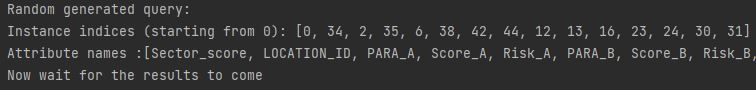 Random generated query:
Instance indices (starting from 0): [0, 34, 2, 35, 6, 38, 42, 44, 12, 13, 16, 23, 24, 30, 31]
Attribute names :[Sector_score, LOCATION_ID, PARA_A, Score_A, Risk_A, PARA_B, Score_B, Risk_B,
Now wait for the results to come